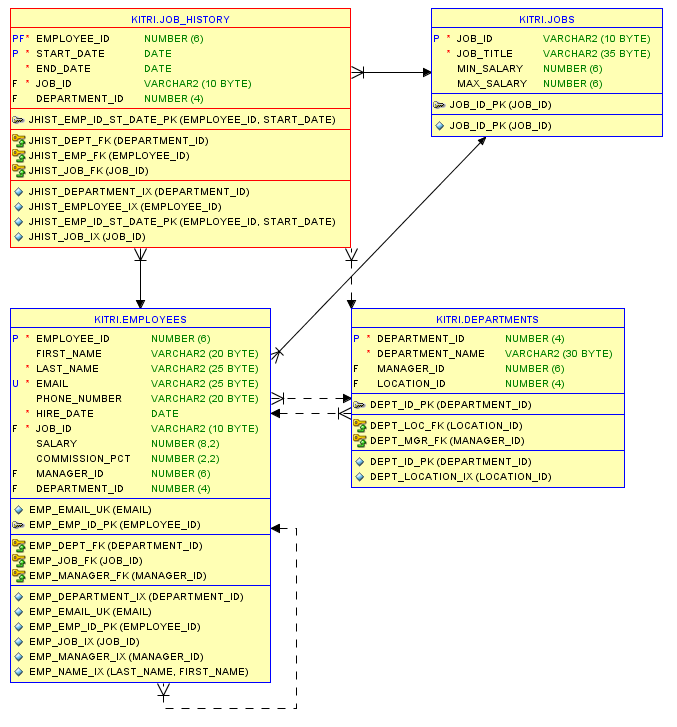 KITRI.JOB_HISTORY
PF* EMPLOYEE_ID NUMBER (6)
P * START_DATE DATE
* END_DATE DATE
F * JOB_ID VARCHAR2 (10 BYTE)
F DEPARTMENT_ID NUMBER (4)
JHIST_EMP_ID_ST_DATE_PK (EMPLOYEE_ID, START_DATE)
JHIST_DEPT_FK (DEPARTMENT_ID)
JHIST_EMP_FK (EMPLOYEE_ID)
JHIST_JOB_FK (JOB_ID)
JHIST_DEPARTMENT_IX (DEPARTMENT_ID)
JHIST_EMPLOYEE_IX (EMPLOYEE_ID)
JHIST_EMP_ID_ST_DATE_PK (EMPLOYEE_ID, START_DATE)
JHIST_JOB_IX (JOB_ID)
KITRI.JOBS
P * JOB_ID VARCHAR2 (10 BYTE)
* JOB_TITLE VARCHAR2 (35 BYTE)
MIN_SALARY NUMBER (6)
MAX_SALARY NUMBER (6)
JOB_ID_PK (JOB_ID)
JOB_ID_PK (JOB_ID)
KITRI.EMPLOYEES
P * EMPLOYEE_ID NUMBER (6)
FIRST_NAME VARCHAR2 (20 BYTE)
* LAST_NAME VARCHAR2 (25 BYTE)
U * EMAIL VARCHAR2 (25 BYTE)
PHONE_NUMBER VARCHAR2 (20 BYTE)
* HIRE_DATE DATE
F * JOB_ID VARCHAR2 (10 BYTE)
SALARY NUMBER (8,2)
COMMISSION_PCT NUMBER (2,2)
F MANAGER_ID NUMBER (6)
F DEPARTMENT_ID NUMBER (4)
EMP_EMAIL_UK (EMAIL)
EMP_EMP_ID_PK (EMPLOYEE_ID)
EMP_DEPT_FK (DEPARTMENT_ID)
EMP_JOB_FK (JOB_ID)
EMP_MANAGER_FK (MANAGER_ID)
EMP_DEPARTMENT_IX (DEPARTMENT_ID)
EMP_EMAIL_UK (EMAIL)
EMP_EMP_ID_PK (EMPLOYEE_ID)
EMP_JOB_IX (JOB_ID)
EMP_MANAGER_IX (MANAGER_ID)
EMP_NAME_IX (LAST_NAME, FIRST_NAME)
KITRI.DEPARTMENTS
P * DEPARTMENT_ID NUMBER (4)
* DEPARTMENT_NAME VARCHAR2 (30 BYTE)
F MANAGER_ID NUMBER (6)
F LOCATION_ID NUMBER (4)
DEPT_ID_PK (DEPARTMENT_ID)
DEPT_LOC_FK (LOCATION_ID)
DEPT_MGR_FK (MANAGER_ID)
DEPT_ID_PK (DEPARTMENT_ID)
DEPT_LOCATION_IX (LOCATION_ID)